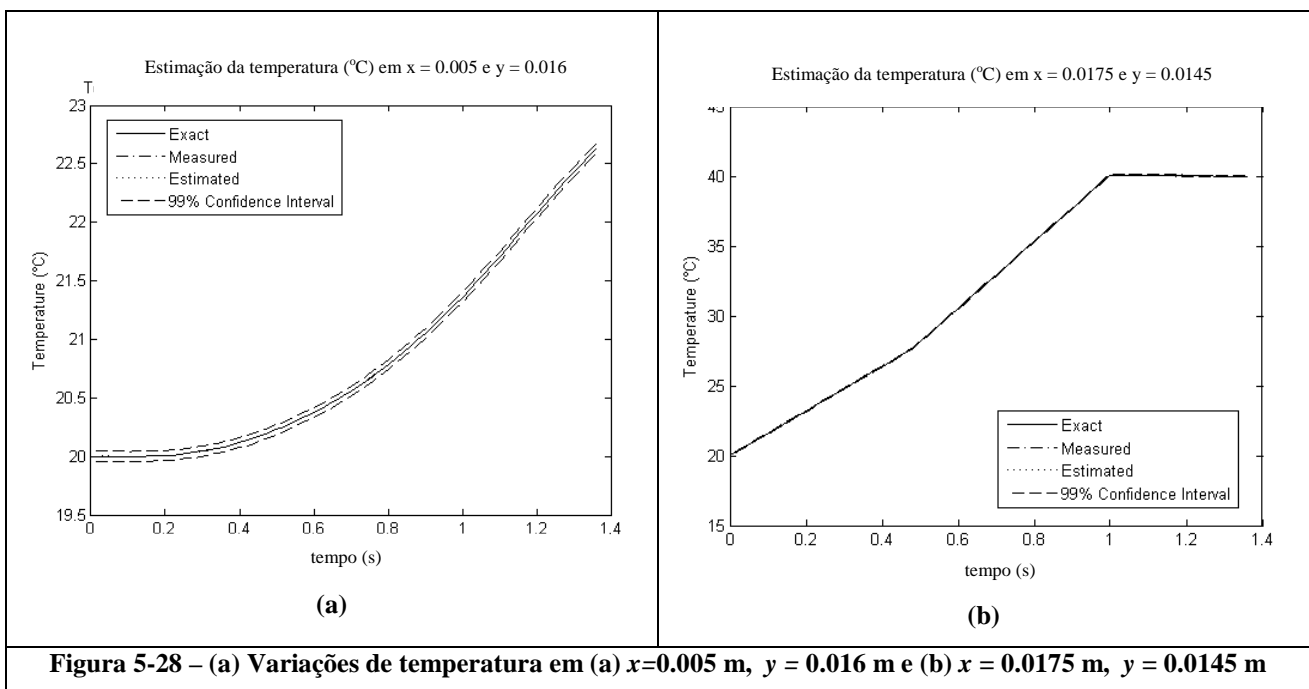 Estimação da temperatura (ºC) em x = 0.005 e y = 0.016
T
23
22.5
22
21.5
21
20.5
20
19.5
Temperature (°C)
Exact
Measured
Estimated
99% Confidence Interval
0 0.2 0.4 0.6 0.8 1 1.2 1.4
tempo (s)
(a)
Estimação da temperatura (ºC) em x = 0.0175 e y = 0.0145
45
40
35
30
25
20
15
Temperature (°C)
Exact
Measured
Estimated
99% Confidence Interval
0 0.2 0.4 0.6 0.8 1 1.2 1.4
tempo (s)
(b)
Figura 5-28 – (a) Variações de temperatura em (a) x=0.005 m, y = 0.016 m e (b) x = 0.0175 m, y = 0.0145 m